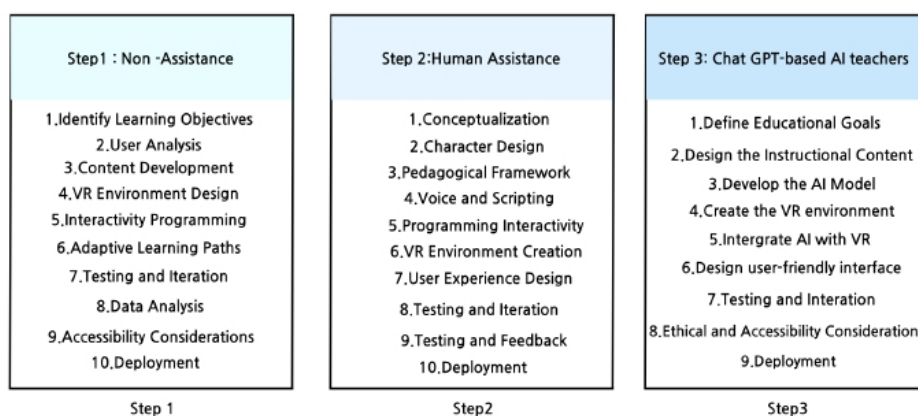 Step1 : Non -Assistance
1.Identify Learning Objectives
2.User Analysis
3.Content Development
4.VR Environment Design
5.Interactivity Programming
6.Adaptive Learning Paths
7.Testing and Iteration
8.Data Analysis
9.Accessibility Considerations
10.Deployment
Step 1
Step 2:Human Assistance
1.Conceptualization
2.Character Design
3.Pedagogical Framework
4.Voice and Scripting
5.Programming Interactivity
6.VR Environment Creation
7.User Experience Design
8.Testing and Iteration
9.Testing and Feedback
10.Deployment
Step2
Step 3: Chat GPT-based AI teachers
1.Define Educational Goals
2.Design the Instructional Content
3.Develop the AI Model
4.Create the VR environment
5.Intergrate AI with VR
6.Design user-friendly interface
7.Testing and Interation
8.Ethical and Accessibility Consideration
9.Deployment
Step3